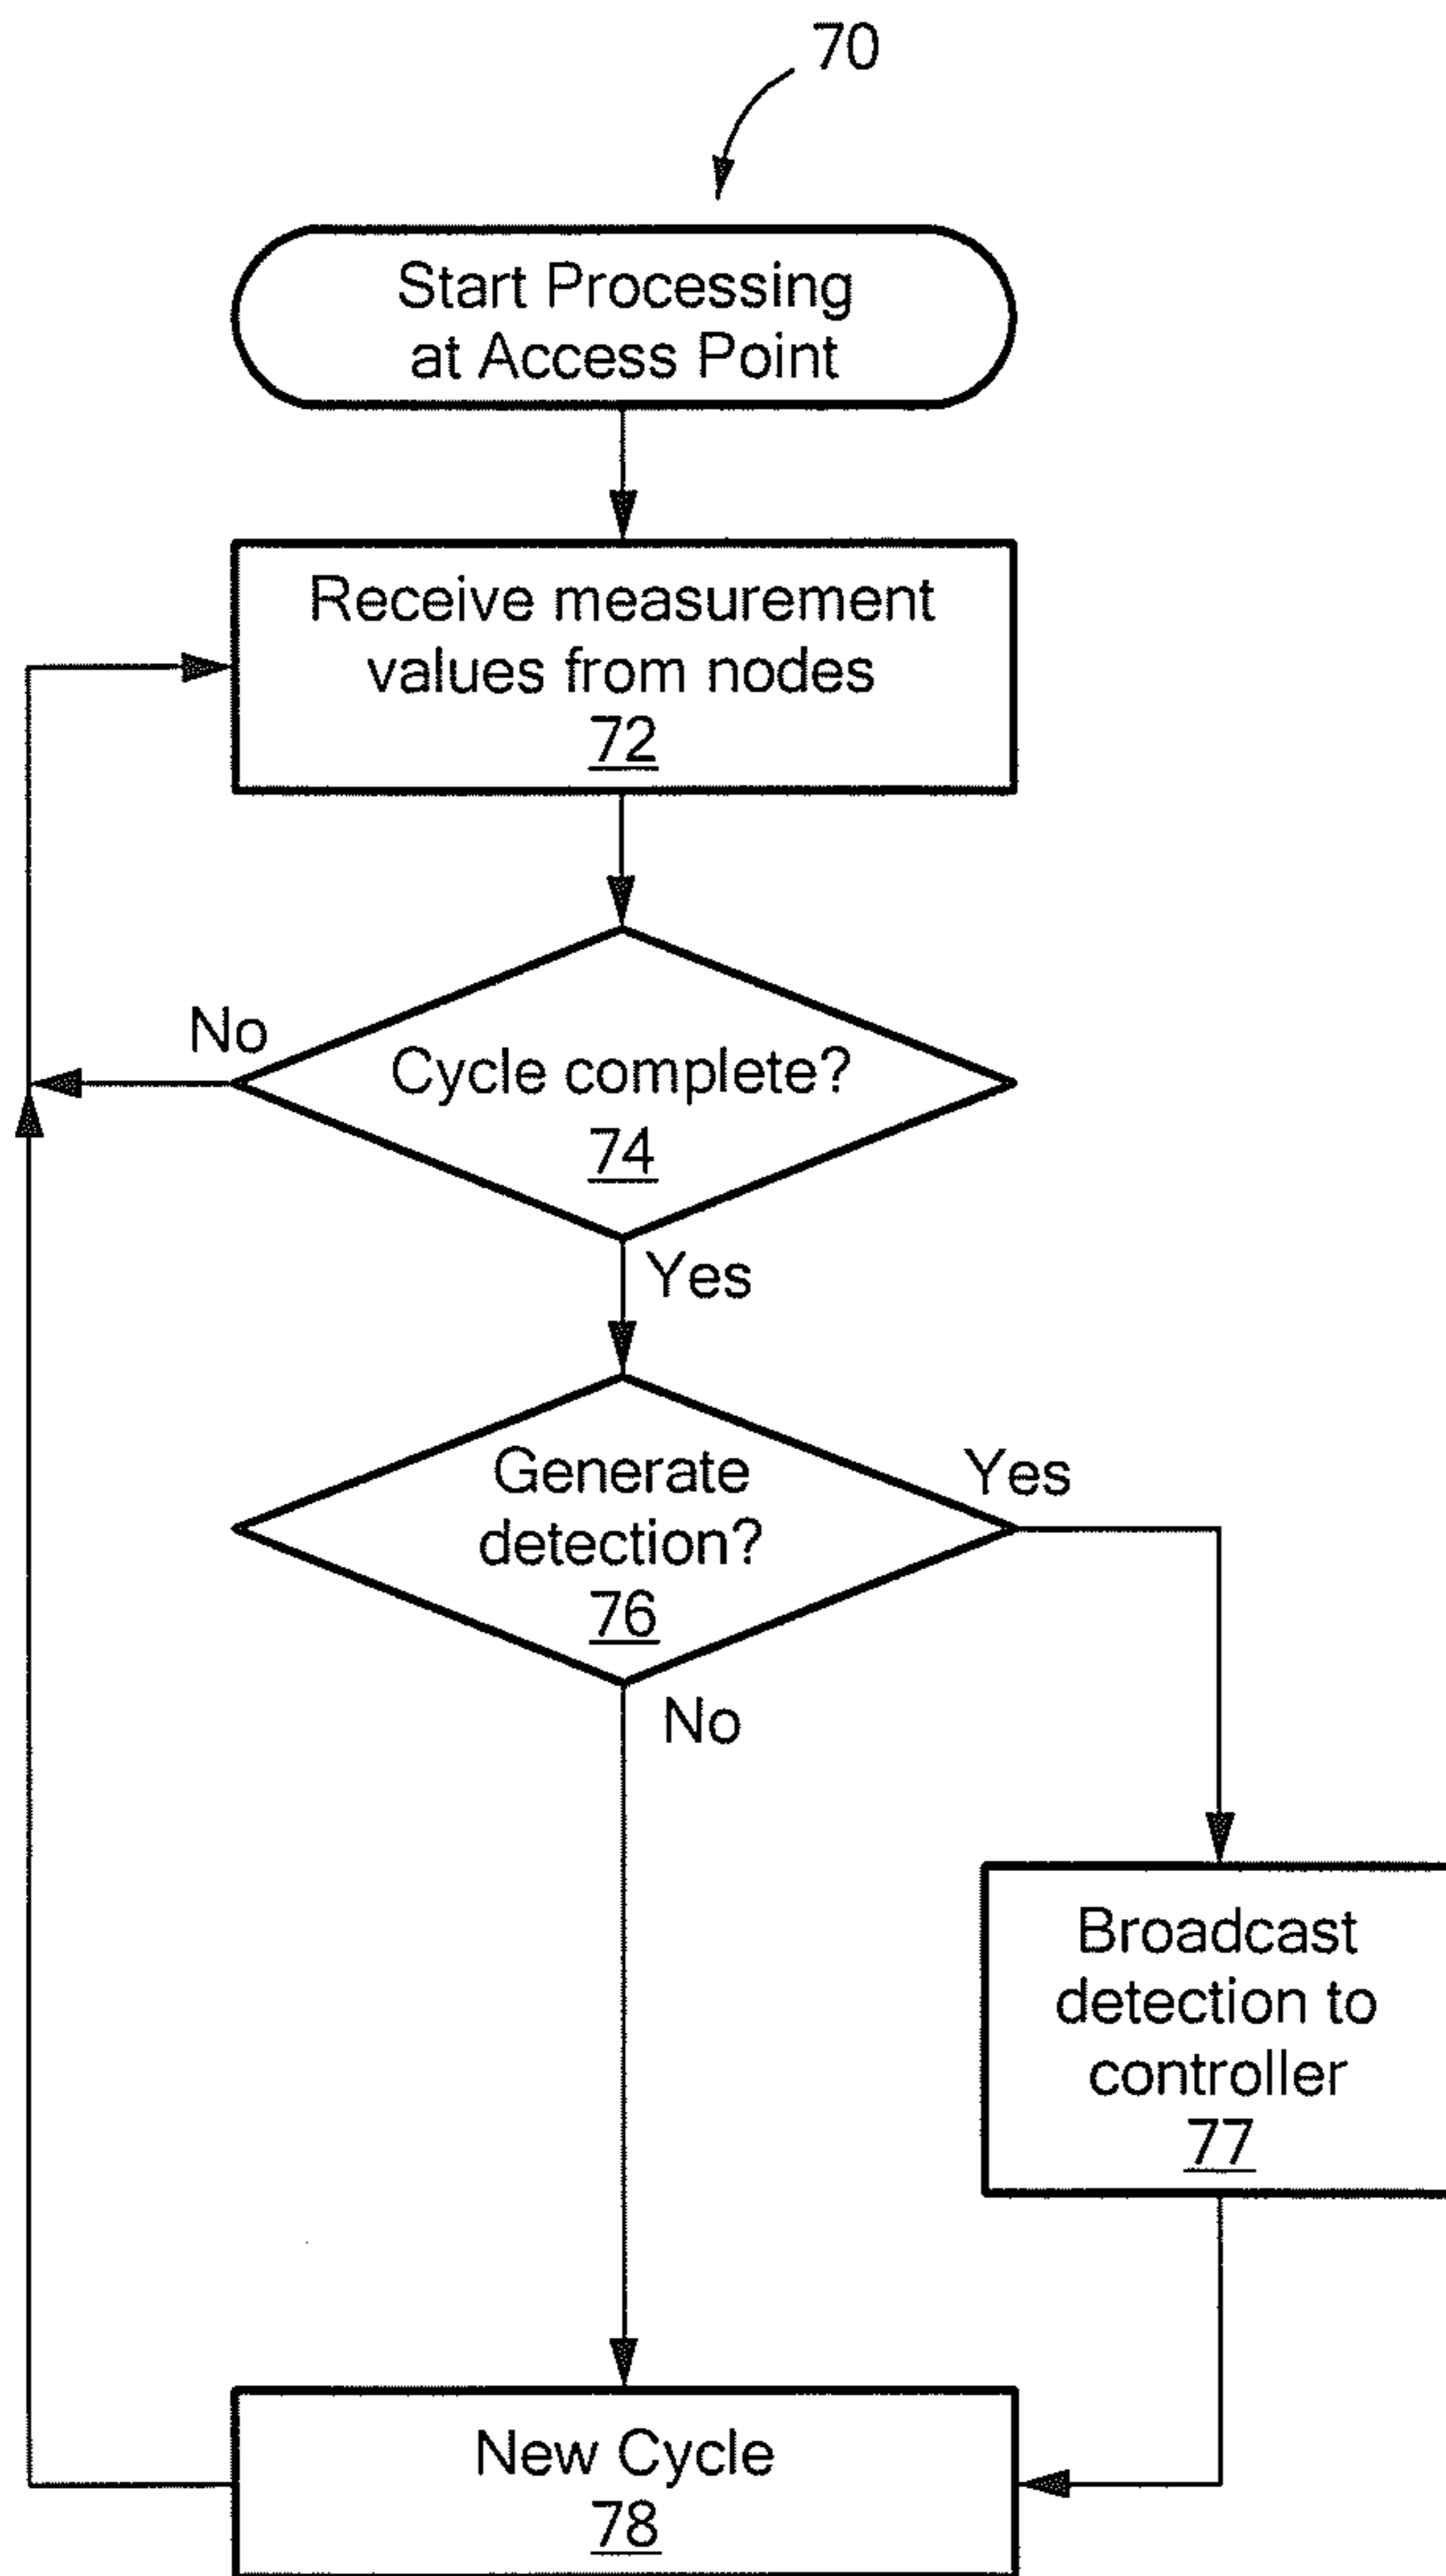 70
Start Processing
at Access Point
Receive measurement
values from nodes
72
No
Cycle complete?
74
Yes
Generate
detection?
76
Yes
No
Broadcast
detection to
controller
77
New Cycle
78